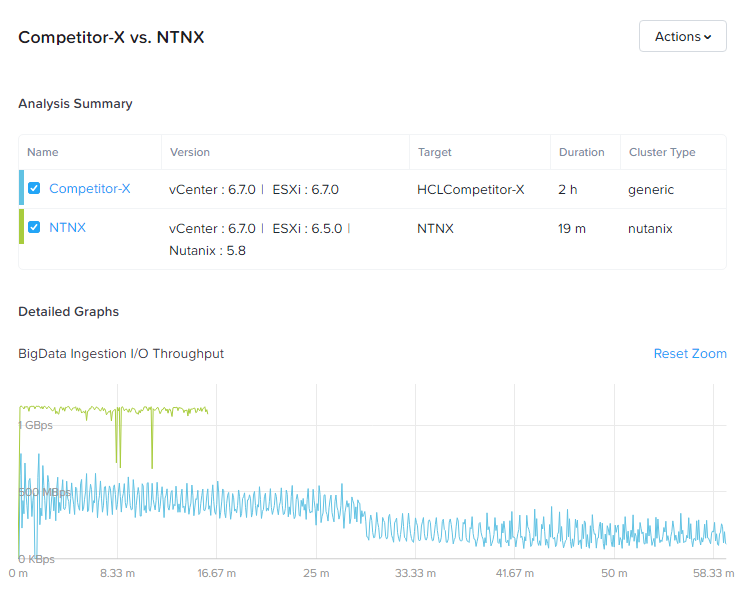 Competitor-X vs. NTNX
Actions
Analysis Summary
Name Version Target Duration Cluster Type
Competitor-X vCenter : 6.7.0 | ESXi : 6.7.0 HCLCompetitor-X 2 h generic
NTNX vCenter : 6.7.0 | ESXi : 6.5.0 | NTNX 19 m nutanix
Nutanix : 5.8
Detailed Graphs
BigData Ingestion I/O Throughput Reset Zoom
1 GBps
500 MBps
0 KBps
0 m 8.33 m 16.67 m 25 m 33.33 m 41.67 m 50 m 58.33 m